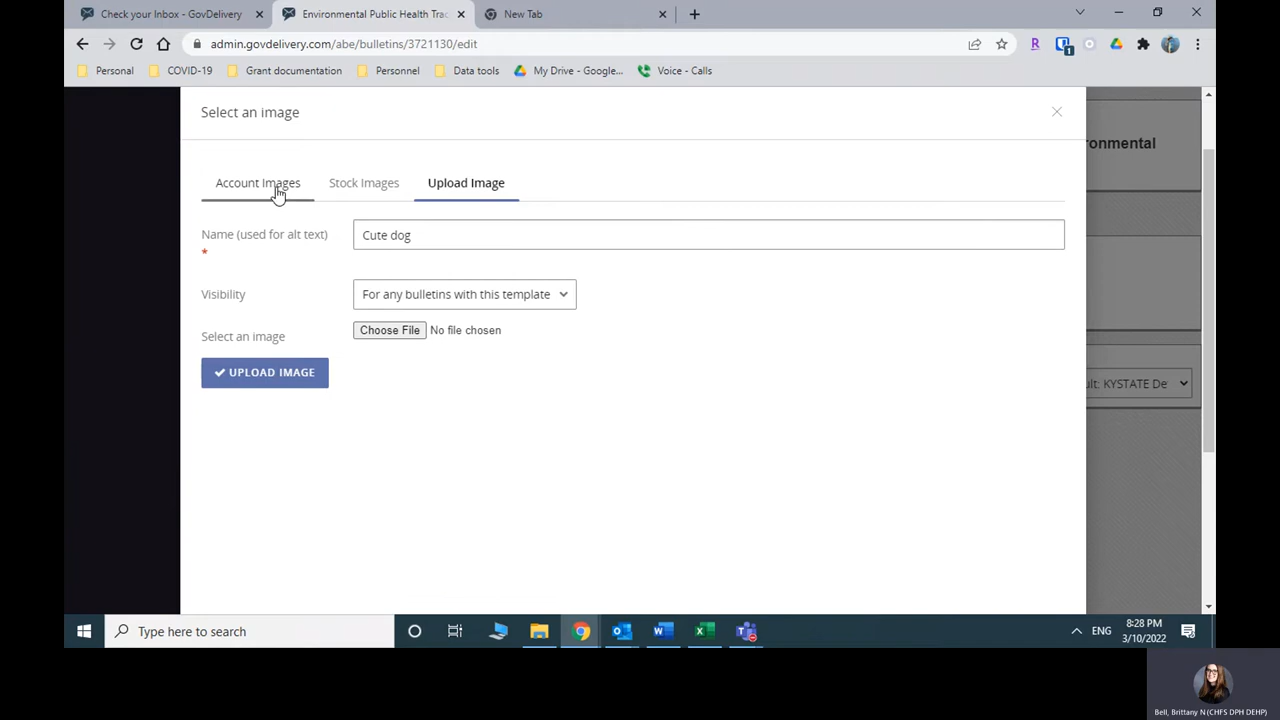 Check your Inbox - GovDelivery
Environmental Public Health Trac
New Tab
admin.govdelivery.com/abe/bulletins/3721130/edit
Personal
COVID-19
Grant documentation
Personnel
Data tools
My Drive - Google...
Voice - Calls
Select an image
ronmental
Account Images
Stock Images
Upload Image
Name (used for alt text)
*
Cute dog
Visibility
For any bulletins with this template
Select an image
Choose File No file chosen
ult: KYSTATE De
UPLOAD IMAGE
Type here to search
ENG
8:28 PM
3/10/2022
Bell, Brittany N (CHFS DPH DEHP)